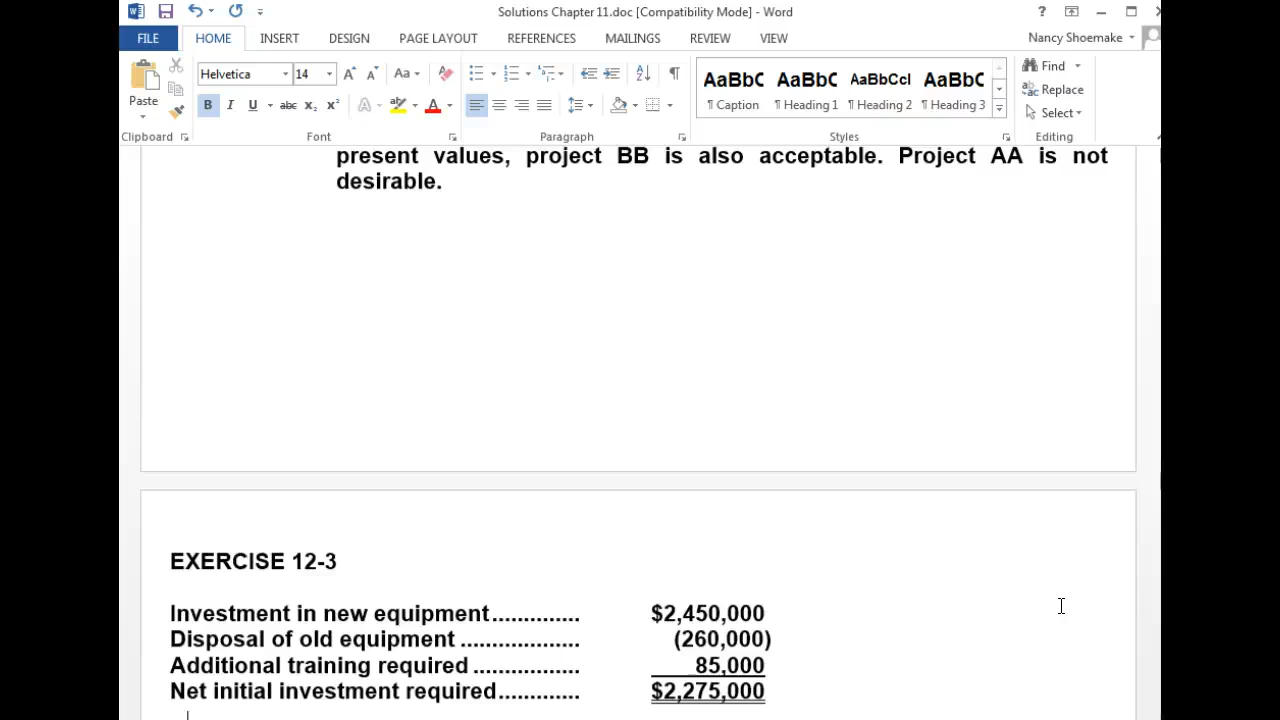 Solutions Chapter 11.doc [Compatibility Mode] - Word
?
FILE HOME INSERT DESIGN PAGE LAYOUT REFERENCES MAILINGS REVIEW VIEW Nancy Shoemake
Helvetica 14 Aa AaBbC AaBbC AaBbCcI AaBbC Find
Paste ¶ Caption ¶ Heading 1 ¶ Heading 2 ¶ Heading 3 Replace
B I U abc x₂ x² A A Select
Clipboard Font Paragraph Styles Editing
present values, project BB is also acceptable. Project AA is not
desirable.
EXERCISE 12-3
Investment in new equipment.............. $2,450,000
Disposal of old equipment .................. (260,000)
Additional training required ................ 85,000
Net initial investment required............. $2,275,000